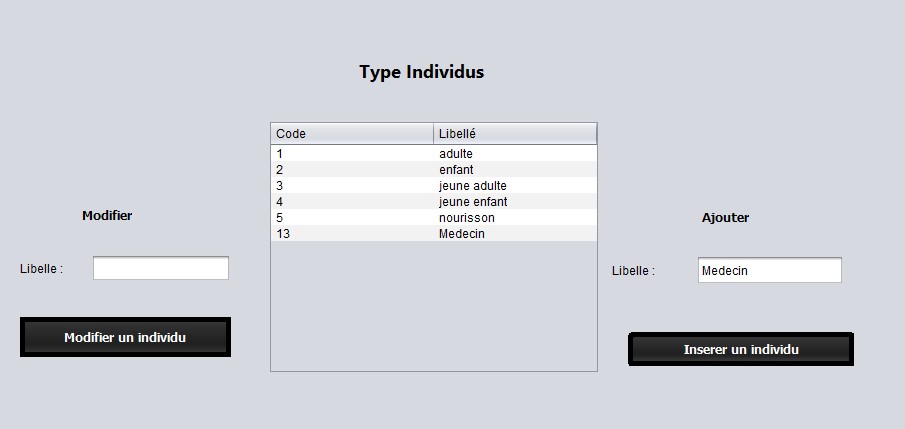 Type Individus
Code Libellé
1 adulte
2 enfant
3 jeune adulte
4 jeune enfant
5 nourisson
13 Medecin
Modifier
Libelle :
Modifier un individu
Ajouter
Libelle : Medecin
Inserer un individu